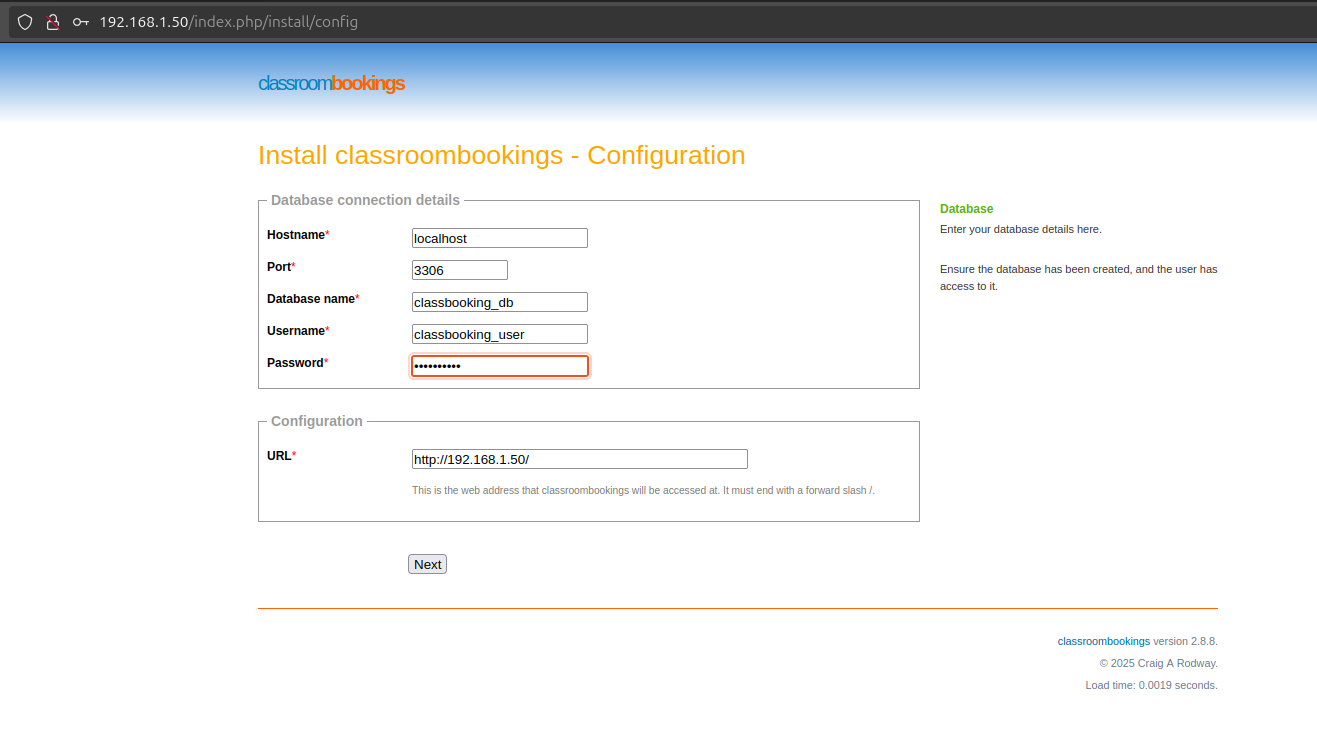 192.168.1.50/index.php/install/config
classroombookings
Install classroombookings - Configuration
Database connection details
Hostname*
localhost
Port*
3306
Database name*
classbooking_db
Username*
classbooking_user
Password*
••••••••••
Database
Enter your database details here.
Ensure the database has been created, and the user has
access to it.
Configuration
URL*
http://192.168.1.50/
This is the web address that classroombookings will be accessed at. It must end with a forward slash /.
Next
classroombookings version 2.8.8.
© 2025 Craig A Rodway.
Load time: 0.0019 seconds.